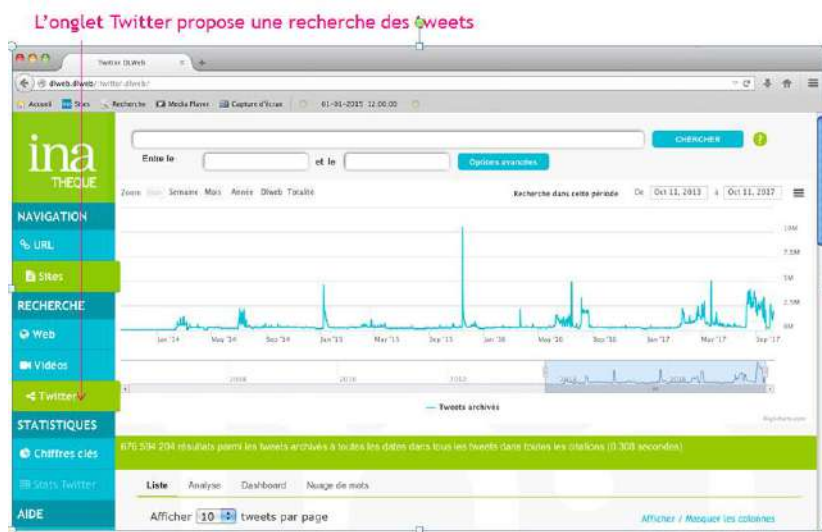 L'onglet Twitter propose une recherche des tweets
Twitter DLWeb
dlweb.dlweb/twitter.dlweb/
Accueil Sites Recherche Media Player Capture d'écran 01-01-2015 12:00:00
ina
THEQUE
CHERCHER ?
Entre le et le Options avancées
Zoom Semaine Mois Année Dlweb Totalité Recherche dans cette période De Oct 11, 2013 à Oct 11, 2017
NAVIGATION
URL
Sites
RECHERCHE
Web
Vidéos
Twitter
STATISTIQUES
Chiffres clés
Stats Twitter
AIDE
10M
7.5M
5M
2.5M
0M
Jan '14 May '14 Sep '14 Jan '15 May '15 Sep '15 Jan '16 May '16 Sep '16 Jan '17 May '17 Sep '17
2008 2010 2012 2014 2016
Tweets archivés
Highcharts.com
676 594 204 résultats parmi les tweets archivés à toutes les dates dans tous les tweets dans toutes les citations (0.308 secondes)
Liste Analyse Dashboard Nuage de mots
Afficher 10 tweets par page
Afficher / Masquer les colonnes